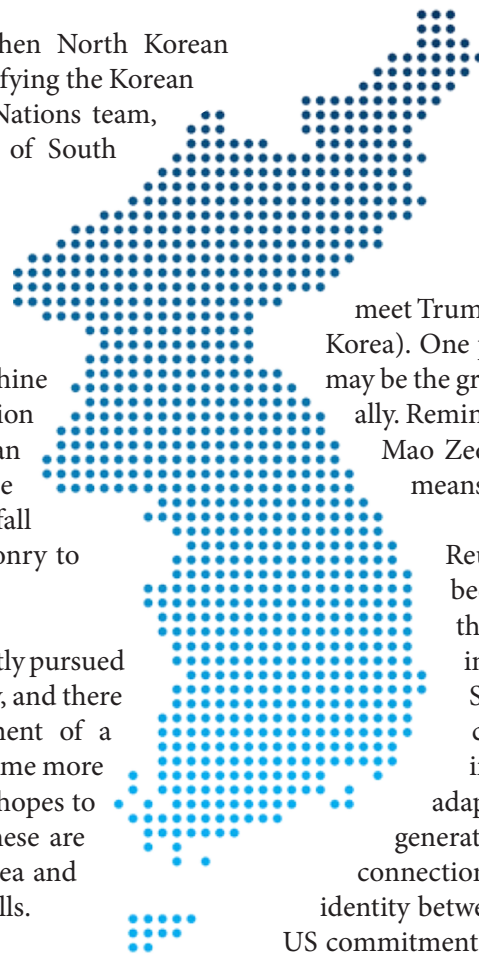 hen North Korean
fying the Korean
Nations team,
of South
hine
ion
an
e
fall
onry to
tly pursued
, and there
ent of a
me more
hopes to
ese are
ea and
lls.
meet Trum
Korea). One
may be the gr
ally. Remin
Mao Zed
means
Reu
be
th
in
S
c
i
adap
generat
connection
identity betwe
US commitment